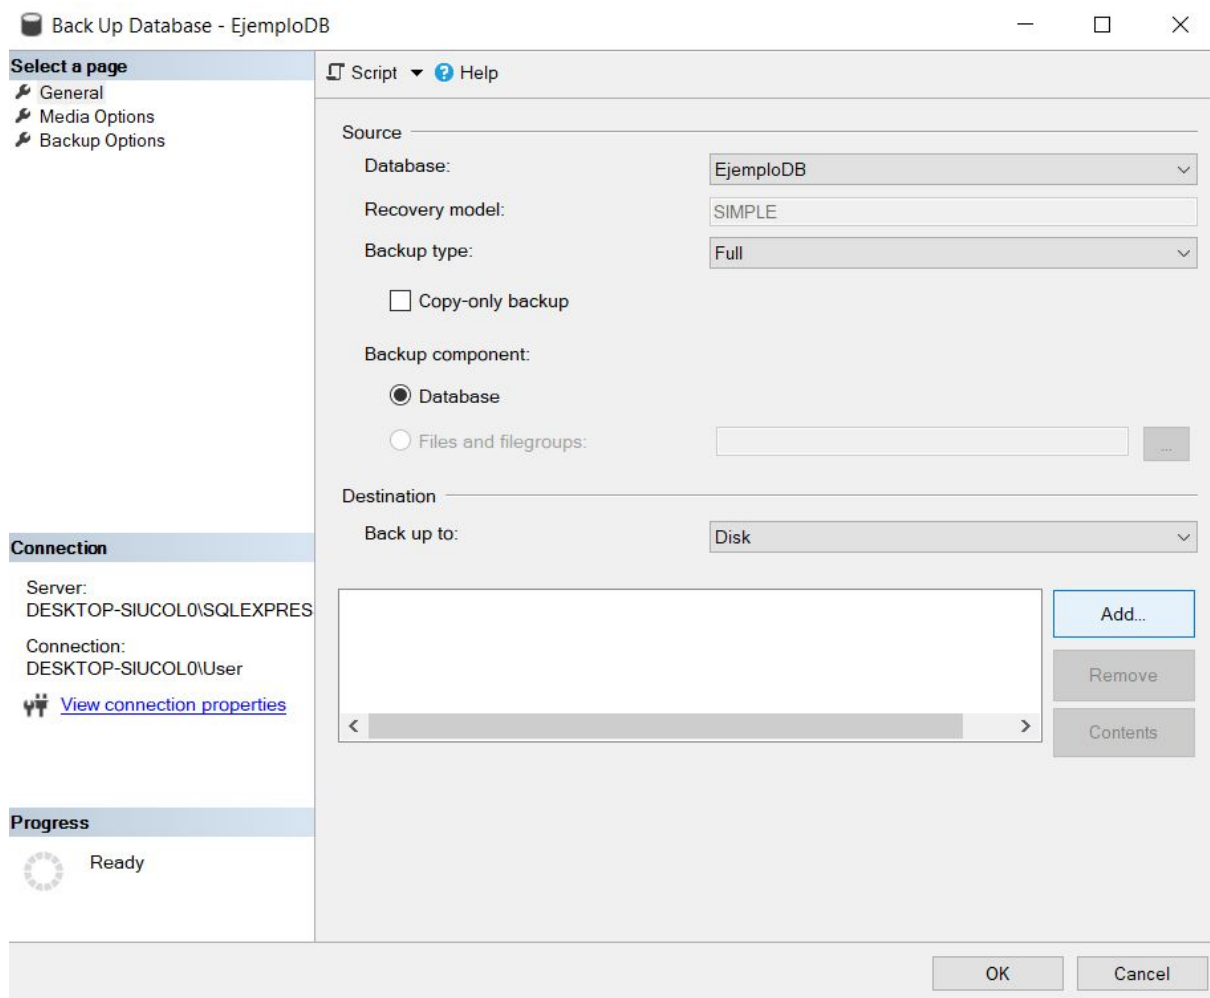 Back Up Database - EjemploDB
Select a page
General
Media Options
Backup Options
Script
Help
Source
Database:
EjemploDB
Recovery model:
SIMPLE
Backup type:
Full
Copy-only backup
Backup component:
Database
Files and filegroups:
...
Destination
Back up to:
Disk
Add...
Remove
Contents
Connection
Server:
DESKTOP-SIUCOL0\SQLEXPRES
Connection:
DESKTOP-SIUCOL0\User
View connection properties
Progress
Ready
OK
Cancel